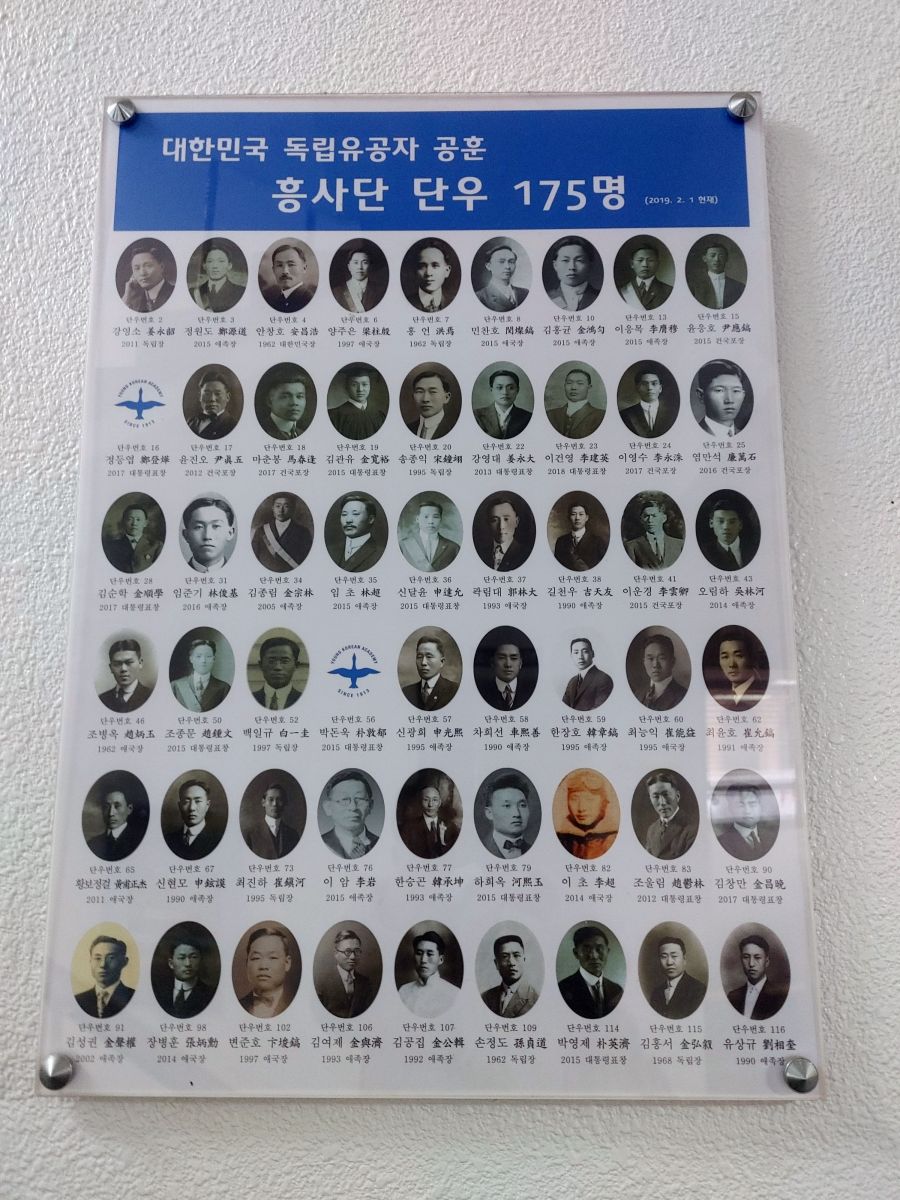 대한민국 독립유공자 공훈
흥사단 단우 175명 (2019. 2. 1 현재)
단우번호 2 단우번호 3 단우번호 4 단우번호 6 단우번호 7 단우번호 8 단우번호 10 단우번호 13 단우번호 15
강영소 姜永韶 정원도 鄭源道 안창호 安昌浩 양주은 梁柱殷 홍 언 洪焉 민찬호 閔燦鎬 김홍균 金鴻勻 이응목 李膺穆 윤응호 尹應鎬
2011 독립장 2015 애족장 1962 대한민국장 1997 애국장 1962 독립장 2015 애국장 2015 애족장 2015 애족장 2015 건국포장
YOUNG KOREAN ACADEMY
SINCE 1913
단우번호 16 단우번호 17 단우번호 18 단우번호 19 단우번호 20 단우번호 22 단우번호 23 단우번호 24 단우번호 25
정등엽 鄭登燁 윤진오 尹眞五 마춘봉 馬春逢 김관유 金寬裕 송종익 宋鐘翊 강영대 姜永大 이건영 李建英 이영수 李永洙 염만석 廉萬石
2017 대통령표창 2012 건국포장 2017 건국포장 2015 대통령표창 1995 독립장 2013 대통령표창 2018 대통령표창 2017 건국포장 2016 건국포장
단우번호 28 단우번호 31 단우번호 34 단우번호 35 단우번호 36 단우번호 37 단우번호 38 단우번호 41 단우번호 43
김순학 金順學 임준기 林俊基 김종림 金宗林 임 초 林超 신달윤 申達允 곽림대 郭林大 길천우 吉天友 이운경 李雲卿 오림하 吳林河
2017 대통령표창 2016 애족장 2005 애족장 2015 애족장 2015 대통령표창 1993 애국장 1990 애족장 2015 건국포장 2014 애족장
YOUNG KOREAN ACADEMY
SINCE 1913
단우번호 46 단우번호 50 단우번호 52 단우번호 56 단우번호 57 단우번호 58 단우번호 59 단우번호 60 단우번호 62
조병옥 趙炳玉 조종문 趙鍾文 백일규 白一圭 박돈욱 朴敦郁 신광희 申光熙 차희선 車熙善 한장호 韓章鎬 최능익 崔能益 최윤호 崔允鎬
1962 애국장 2015 대통령표창 1997 독립장 2015 대통령표창 1995 애족장 1990 애족장 1995 애족장 1995 애국장 1991 애족장
단우번호 65 단우번호 67 단우번호 73 단우번호 76 단우번호 77 단우번호 79 단우번호 82 단우번호 83 단우번호 90
황보정걸 黃甫正杰 신현모 申鉉謨 최진하 崔鎭河 이 암 李岩 한승곤 韓承坤 하희옥 河熙玉 이 초 李超 조울림 趙鬱林 김창만 金昌晩
2011 애국장 1990 애족장 1995 독립장 2015 애족장 1993 애족장 2015 대통령표창 2014 애국장 2012 대통령표창 2017 대통령표창
단우번호 91 단우번호 98 단우번호 102 단우번호 106 단우번호 107 단우번호 109 단우번호 114 단우번호 115 단우번호 116
김성권 金聲權 장병훈 張炳勳 변준호 卞埈鎬 김여제 金與濟 김공집 金公輯 손정도 孫貞道 박영제 朴英濟 김홍서 金弘敍 유상규 劉相奎
2002 애족장 2014 애국장 1997 애국장 1993 애족장 1992 애족장 1962 독립장 2015 대통령표창 1968 독립장 1990 애족장